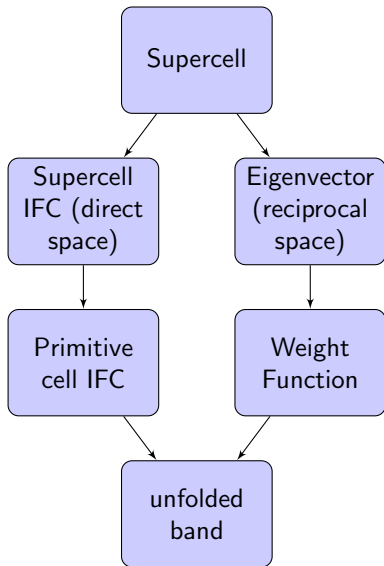 Supercell
Supercell
IFC (direct
space)
Eigenvector
(reciprocal
space)
Primitive
cell IFC
Weight
Function
unfolded
band